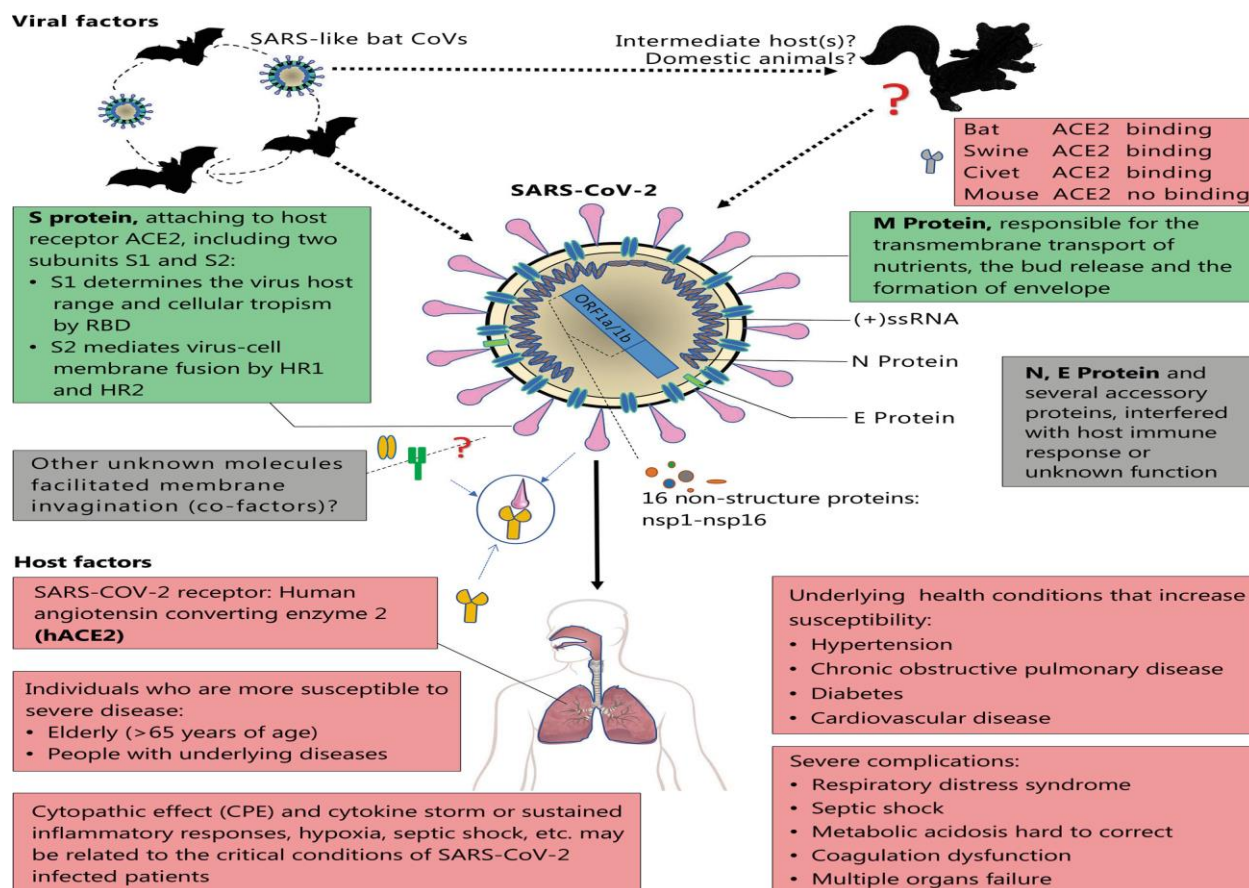 Viral factors
SARS-like bat CoVs
Intermediate host(s)?
Domestic animals?
?
Bat ACE2 binding
Swine ACE2 binding
Civet ACE2 binding
Mouse ACE2 no binding
SARS-CoV-2
S protein, attaching to host
receptor ACE2, including two
subunits S1 and S2:
• S1 determines the virus host
range and cellular tropism
by RBD
• S2 mediates virus-cell
membrane fusion by HR1
and HR2
M Protein, responsible for the
transmembrane transport of
nutrients, the bud release and the
formation of envelope
ORF1a/1b
(+)ssRNA
N Protein
E Protein
N, E Protein and
several accessory
proteins, interfered
with host immune
response or
unknown function
Other unknown molecules
facilitated membrane
invagination (co-factors)?
?
16 non-structure proteins:
nsp1-nsp16
Host factors
SARS-COV-2 receptor: Human
angiotensin converting enzyme 2
(hACE2)
Individuals who are more susceptible to
severe disease:
• Elderly (>65 years of age)
• People with underlying diseases
Cytopathic effect (CPE) and cytokine storm or sustained
inflammatory responses, hypoxia, septic shock, etc. may
be related to the critical conditions of SARS-CoV-2
infected patients
Underlying health conditions that increase
susceptibility:
• Hypertension
• Chronic obstructive pulmonary disease
• Diabetes
• Cardiovascular disease
Severe complications:
• Respiratory distress syndrome
• Septic shock
• Metabolic acidosis hard to correct
• Coagulation dysfunction
• Multiple organs failure